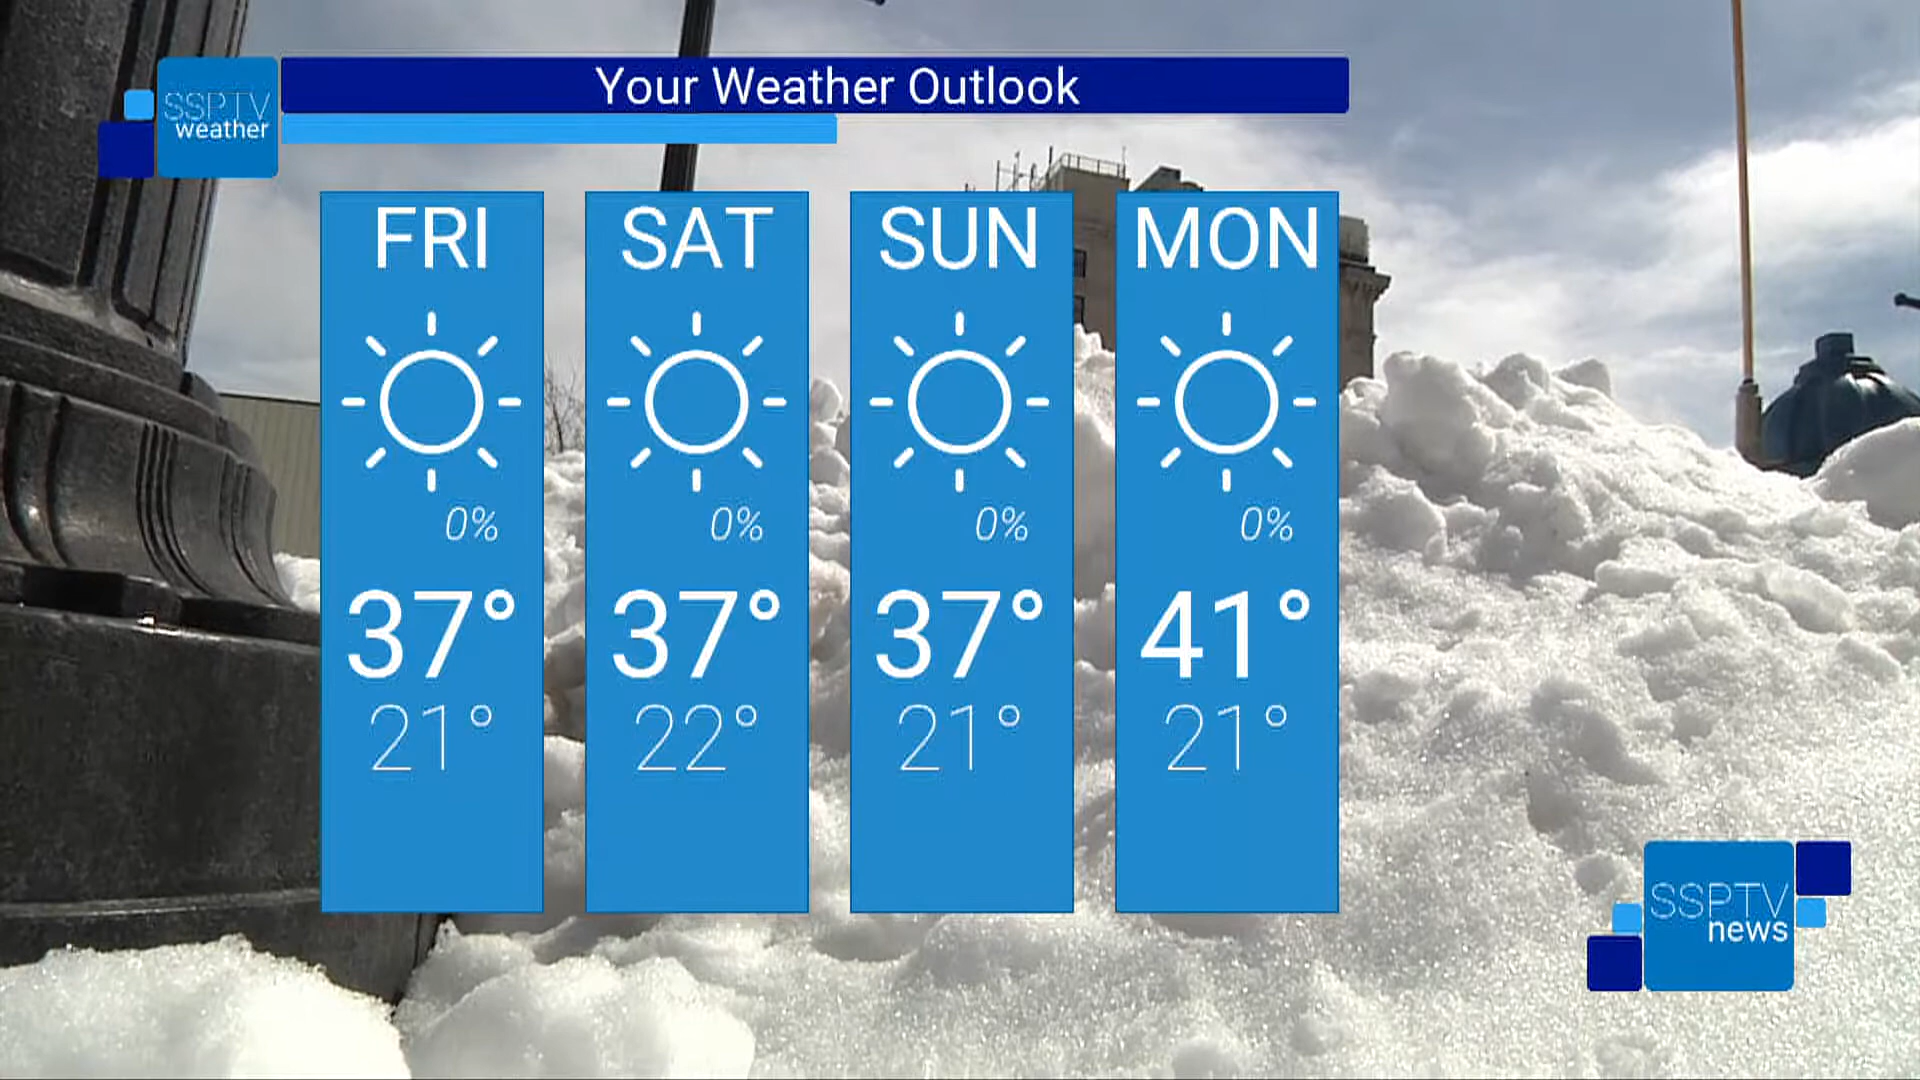 SSPTV
weather
Your Weather Outlook
FRI
0%
37°
21°
SAT
0%
37°
22°
SUN
0%
37°
21°
MON
0%
41°
21°
SSPTV
news